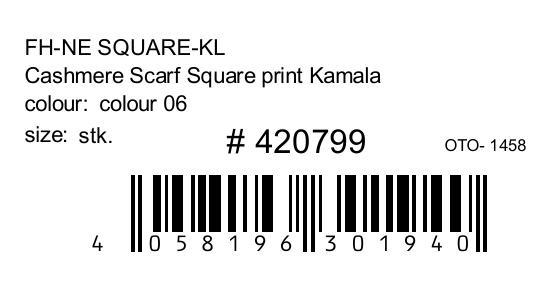 FH-NE SQUARE-KL
Cashmere Scarf Square print Kamala
colour: colour 06
size: stk.
# 420799
OTO- 1458
4 058196 301940